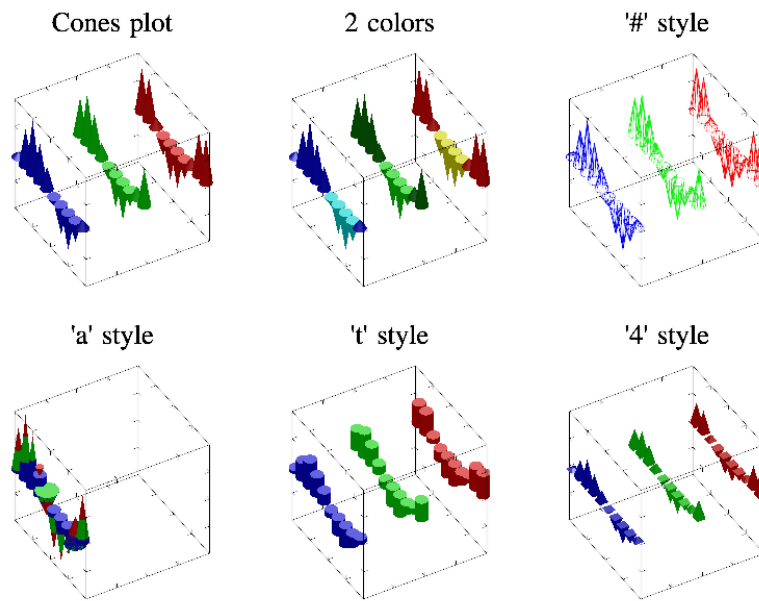 Cones plot
2 colors
'#' style
'a' style
't' style
'4' style